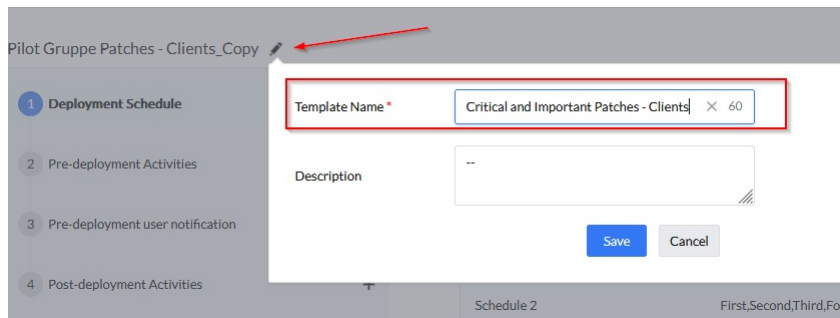 Pilot Gruppe Patches - Clients_Copy
1 Deployment Schedule
2 Pre-deployment Activities
3 Pre-deployment user notification
4 Post-deployment Activities +
Template Name * Critical and Important Patches - Clients × 60
Description --
Save Cancel
Schedule 2 First,Second,Third,Fo